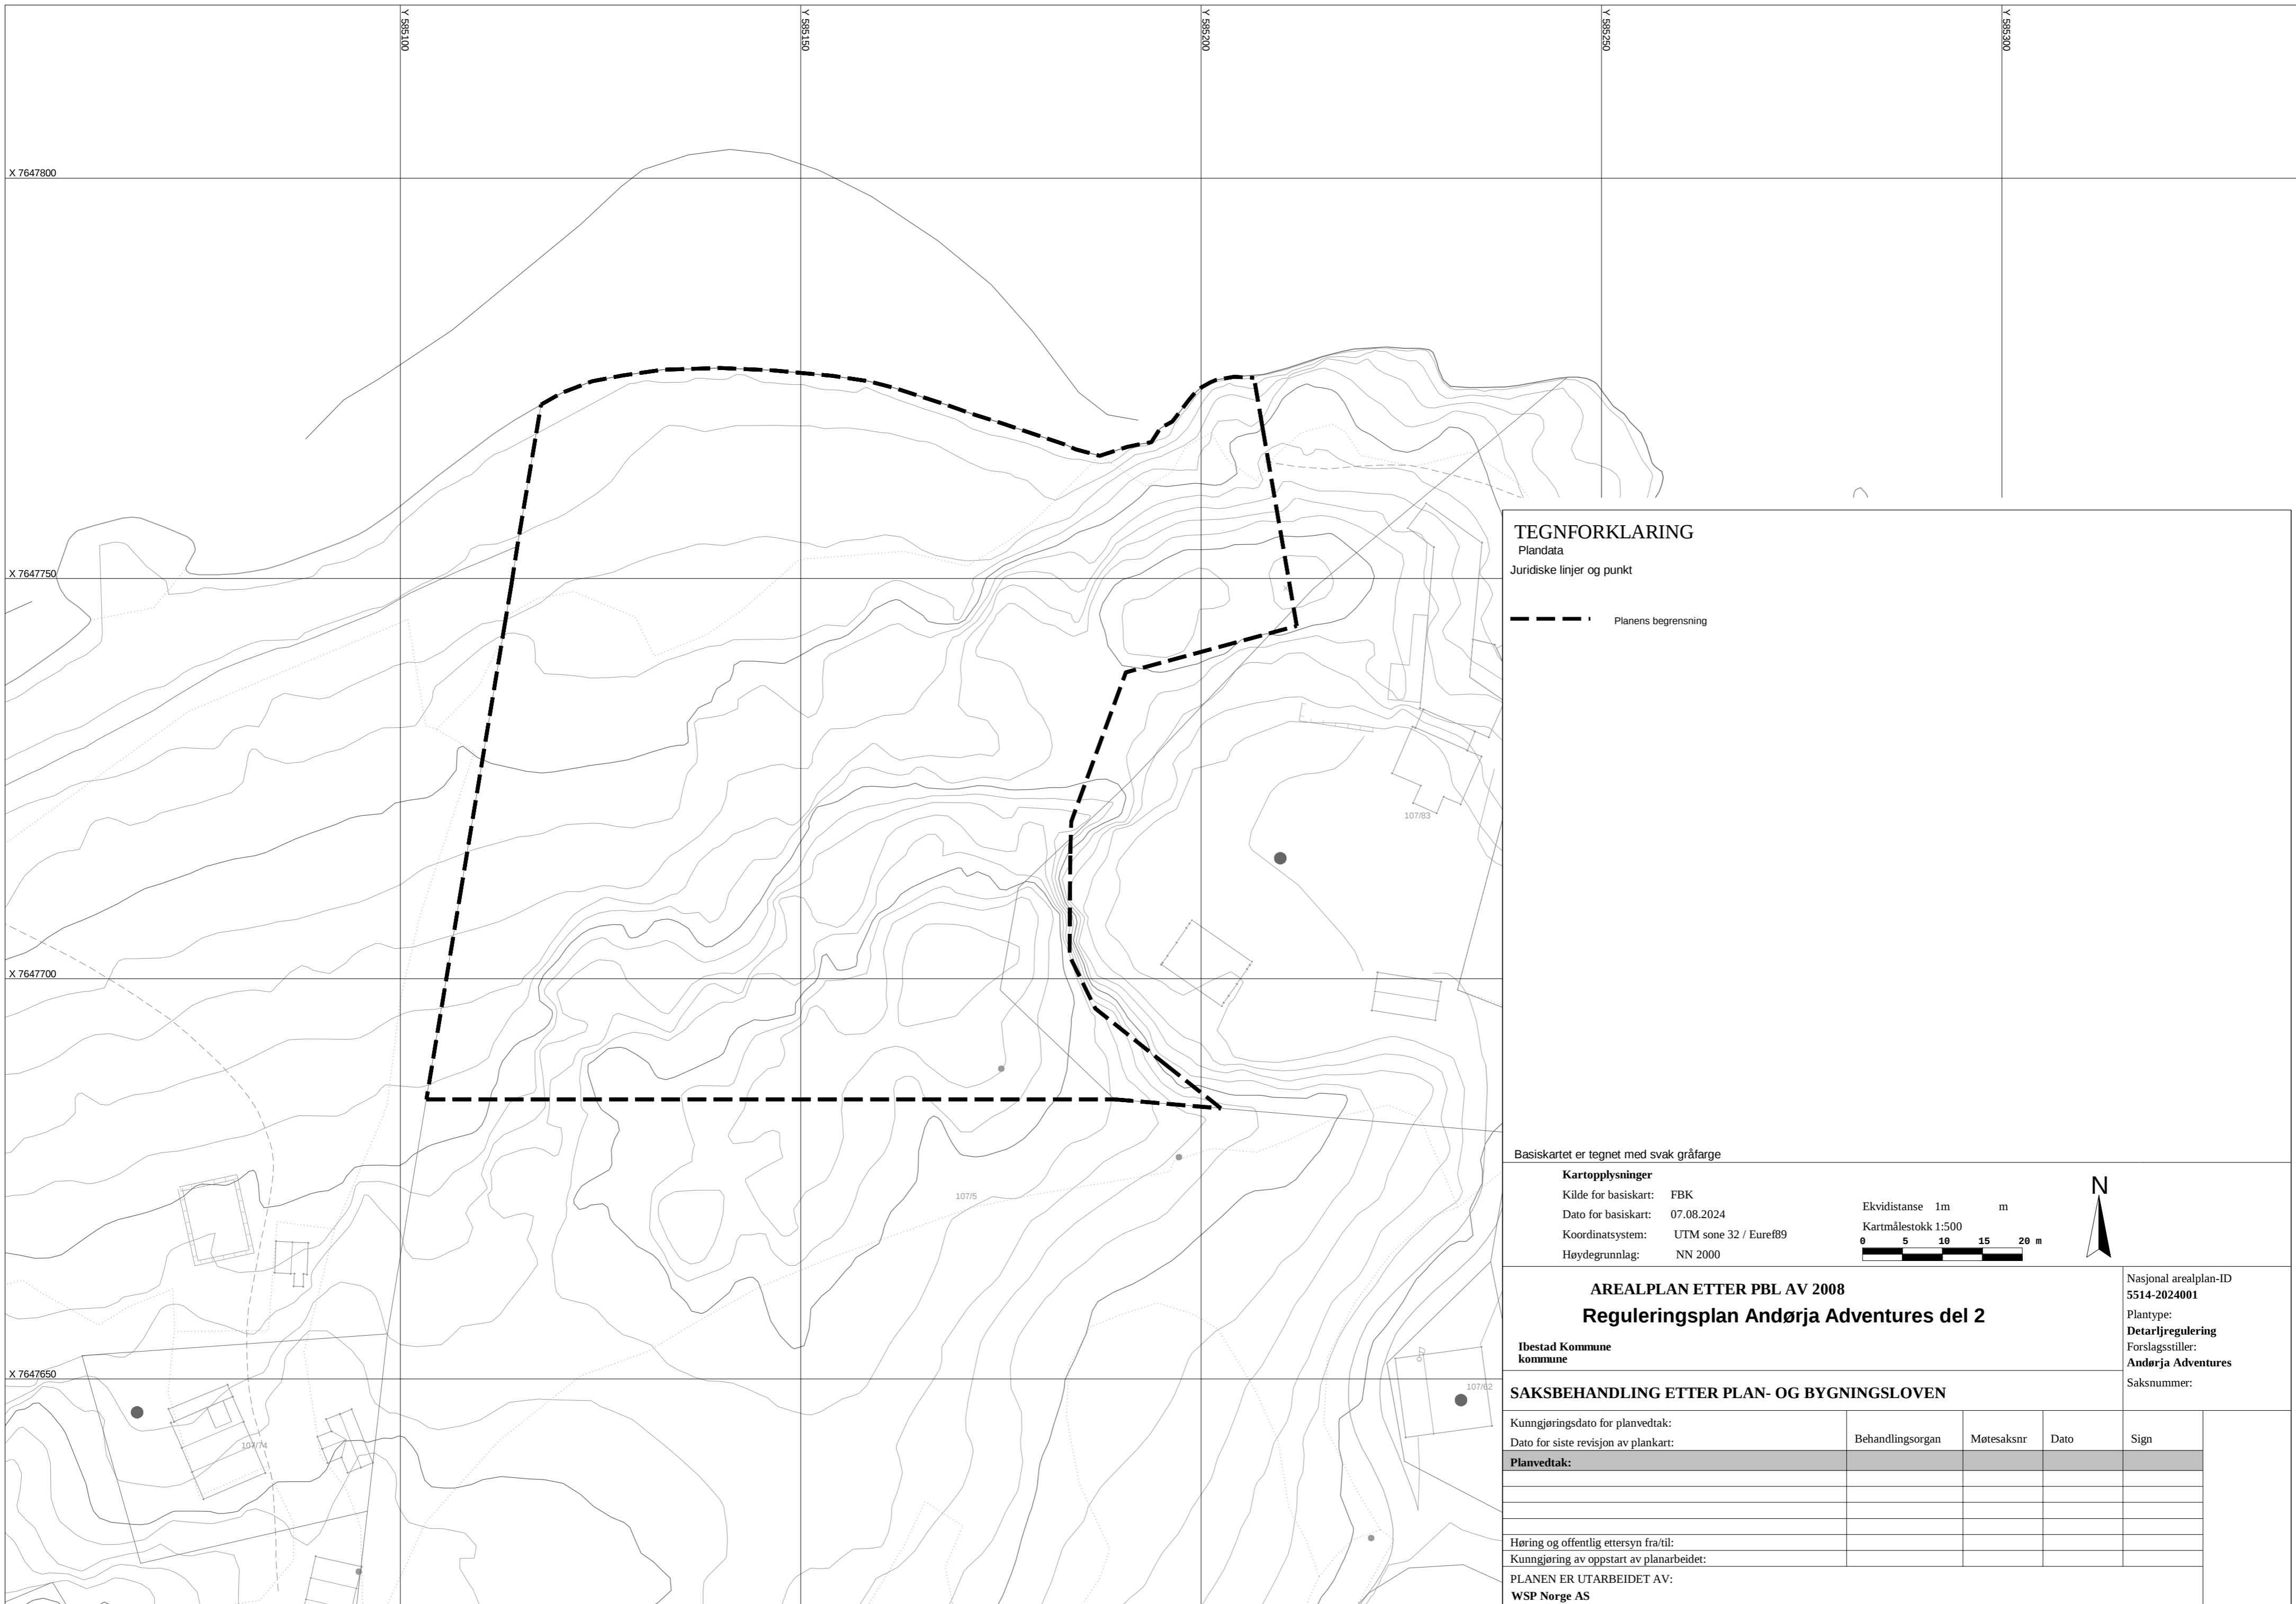 Y 585100
Y 585150
Y 585200
Y 585250
Y 585300
X 7647800
X 7647750
X 7647700
X 7647650
107/83
107/5
107/62
107/74
TEGNFORKLARING
Plandata
Juridiske linjer og punkt
Planens begrensning
Basiskartet er tegnet med svak gråfarge
Kartopplysninger
Kilde for basiskart: FBK
Dato for basiskart: 07.08.2024
Koordinatsystem: UTM sone 32 / Euref89
Høydegrunnlag: NN 2000
Ekvidistanse 1m m
Kartmålestokk 1:500
0 5 10 15 20 m
N
AREALPLAN ETTER PBL AV 2008
Reguleringsplan Andørja Adventures del 2
Ibestad Kommune
kommune
Nasjonal arealplan-ID
5514-2024001
Plantype:
Detarljregulering
Forslagsstiller:
Andørja Adventures
Saksnummer:
SAKSBEHANDLING ETTER PLAN- OG BYGNINGSLOVEN
Kunngjøringsdato for planvedtak:
Dato for siste revisjon av plankart:
Behandlingsorgan Møtesaksnr Dato Sign
Planvedtak:
Høring og offentlig ettersyn fra/til:
Kunngjøring av oppstart av planarbeidet:
PLANEN ER UTARBEIDET AV:
WSP Norge AS